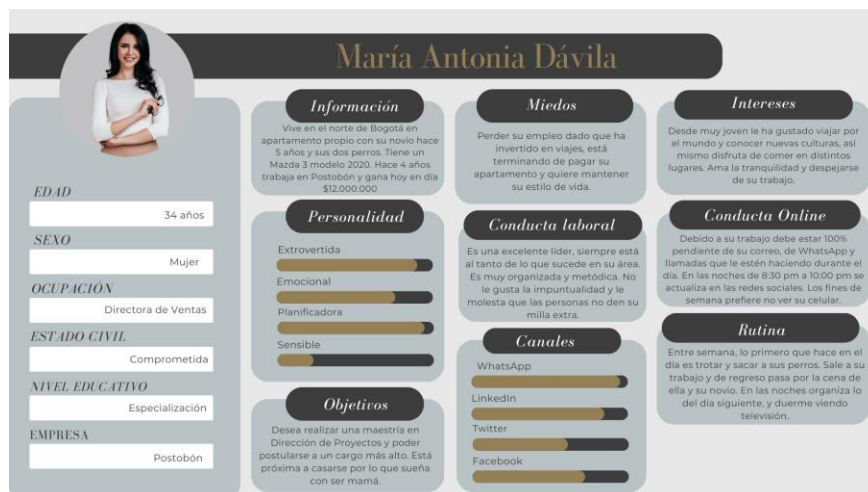 María Antonia Dávila
EDAD
34 años
SEXO
Mujer
OCUPACIÓN
Directora de Ventas
ESTADO CIVIL
Comprometida
NIVEL EDUCATIVO
Especialización
EMPRESA
Postobón
Información
Vive en el norte de Bogotá en
apartamento propio con su novio hace
5 años y sus dos perros. Tiene un
Mazda 3 modelo 2020. Hace 4 años
trabaja en Postobón y gana hoy en día
$12.000.000
Personalidad
Extrovertida
Emocional
Planificadora
Sensible
Objetivos
Desea realizar una maestría en
Dirección de Proyectos y poder
postularse a un cargo más alto. Está
próxima a casarse por lo que sueña
con ser mamá.
Miedos
Perder su empleo dado que ha
invertido en viajes, está
terminando de pagar su
apartamento y quiere mantener
su estilo de vida.
Conducta laboral
Es una excelente líder, siempre está
al tanto de lo que sucede en su área.
Es muy organizada y metódica. No
le gusta la impuntualidad y le
molesta que las personas no den su
milla extra.
Canales
WhatsApp
LinkedIn
Twitter
Facebook
Intereses
Desde muy joven le ha gustado viajar por
el mundo y conocer nuevas culturas, así
mismo disfruta de comer en distintos
lugares. Ama la tranquilidad y despejarse
de su trabajo.
Conducta Online
Debido a su trabajo debe estar 100%
pendiente de su correo, de WhatsApp y
llamadas que le estén haciendo durante el
día. En las noches de 8:30 pm a 10:00 pm se
actualiza en las redes sociales. Los fines de
semana prefiere no ver su celular.
Rutina
Entre semana, lo primero que hace en el
día es trotar y sacar a sus perros. Sale a su
trabajo y de regreso pasa por la cena de
ella y su novio. En las noches organiza lo
del día siguiente, y duerme viendo
televisión.